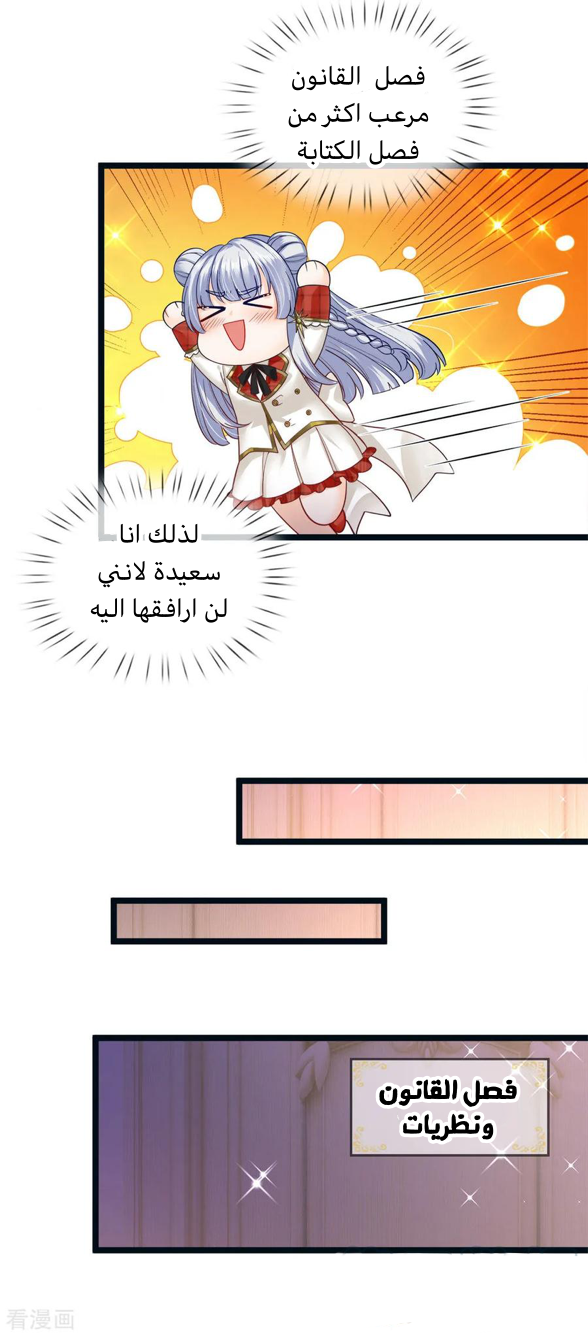 فصل القانون
مرعب اكثر من
فصل الكتابة
لذلك انا
سعيدة لانني
لن ارافقها اليه
فصل القانون
ونظريات
看漫画